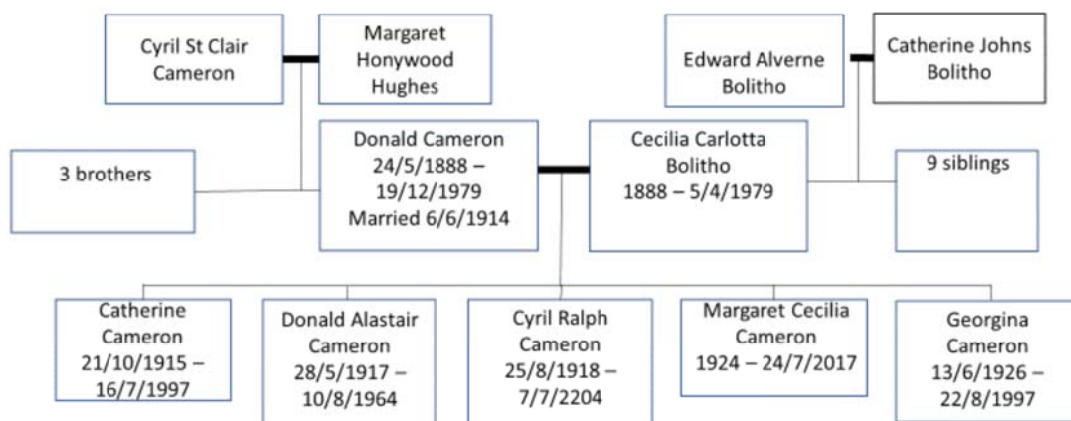 Cyril St Clair
Cameron
Margaret
Honywood
Hughes
Edward Alverne
Bolitho
Catherine Johns
Bolitho
3 brothers
Donald Cameron
24/5/1888 –
19/12/1979
Married 6/6/1914
Cecilia Carlotta
Bolitho
1888 – 5/4/1979
9 siblings
Catherine
Cameron
21/10/1915 –
16/7/1997
Donald Alastair
Cameron
28/5/1917 –
10/8/1964
Cyril Ralph
Cameron
25/8/1918 –
7/7/2204
Margaret Cecilia
Cameron
1924 – 24/7/2017
Georgina
Cameron
13/6/1926 –
22/8/1997